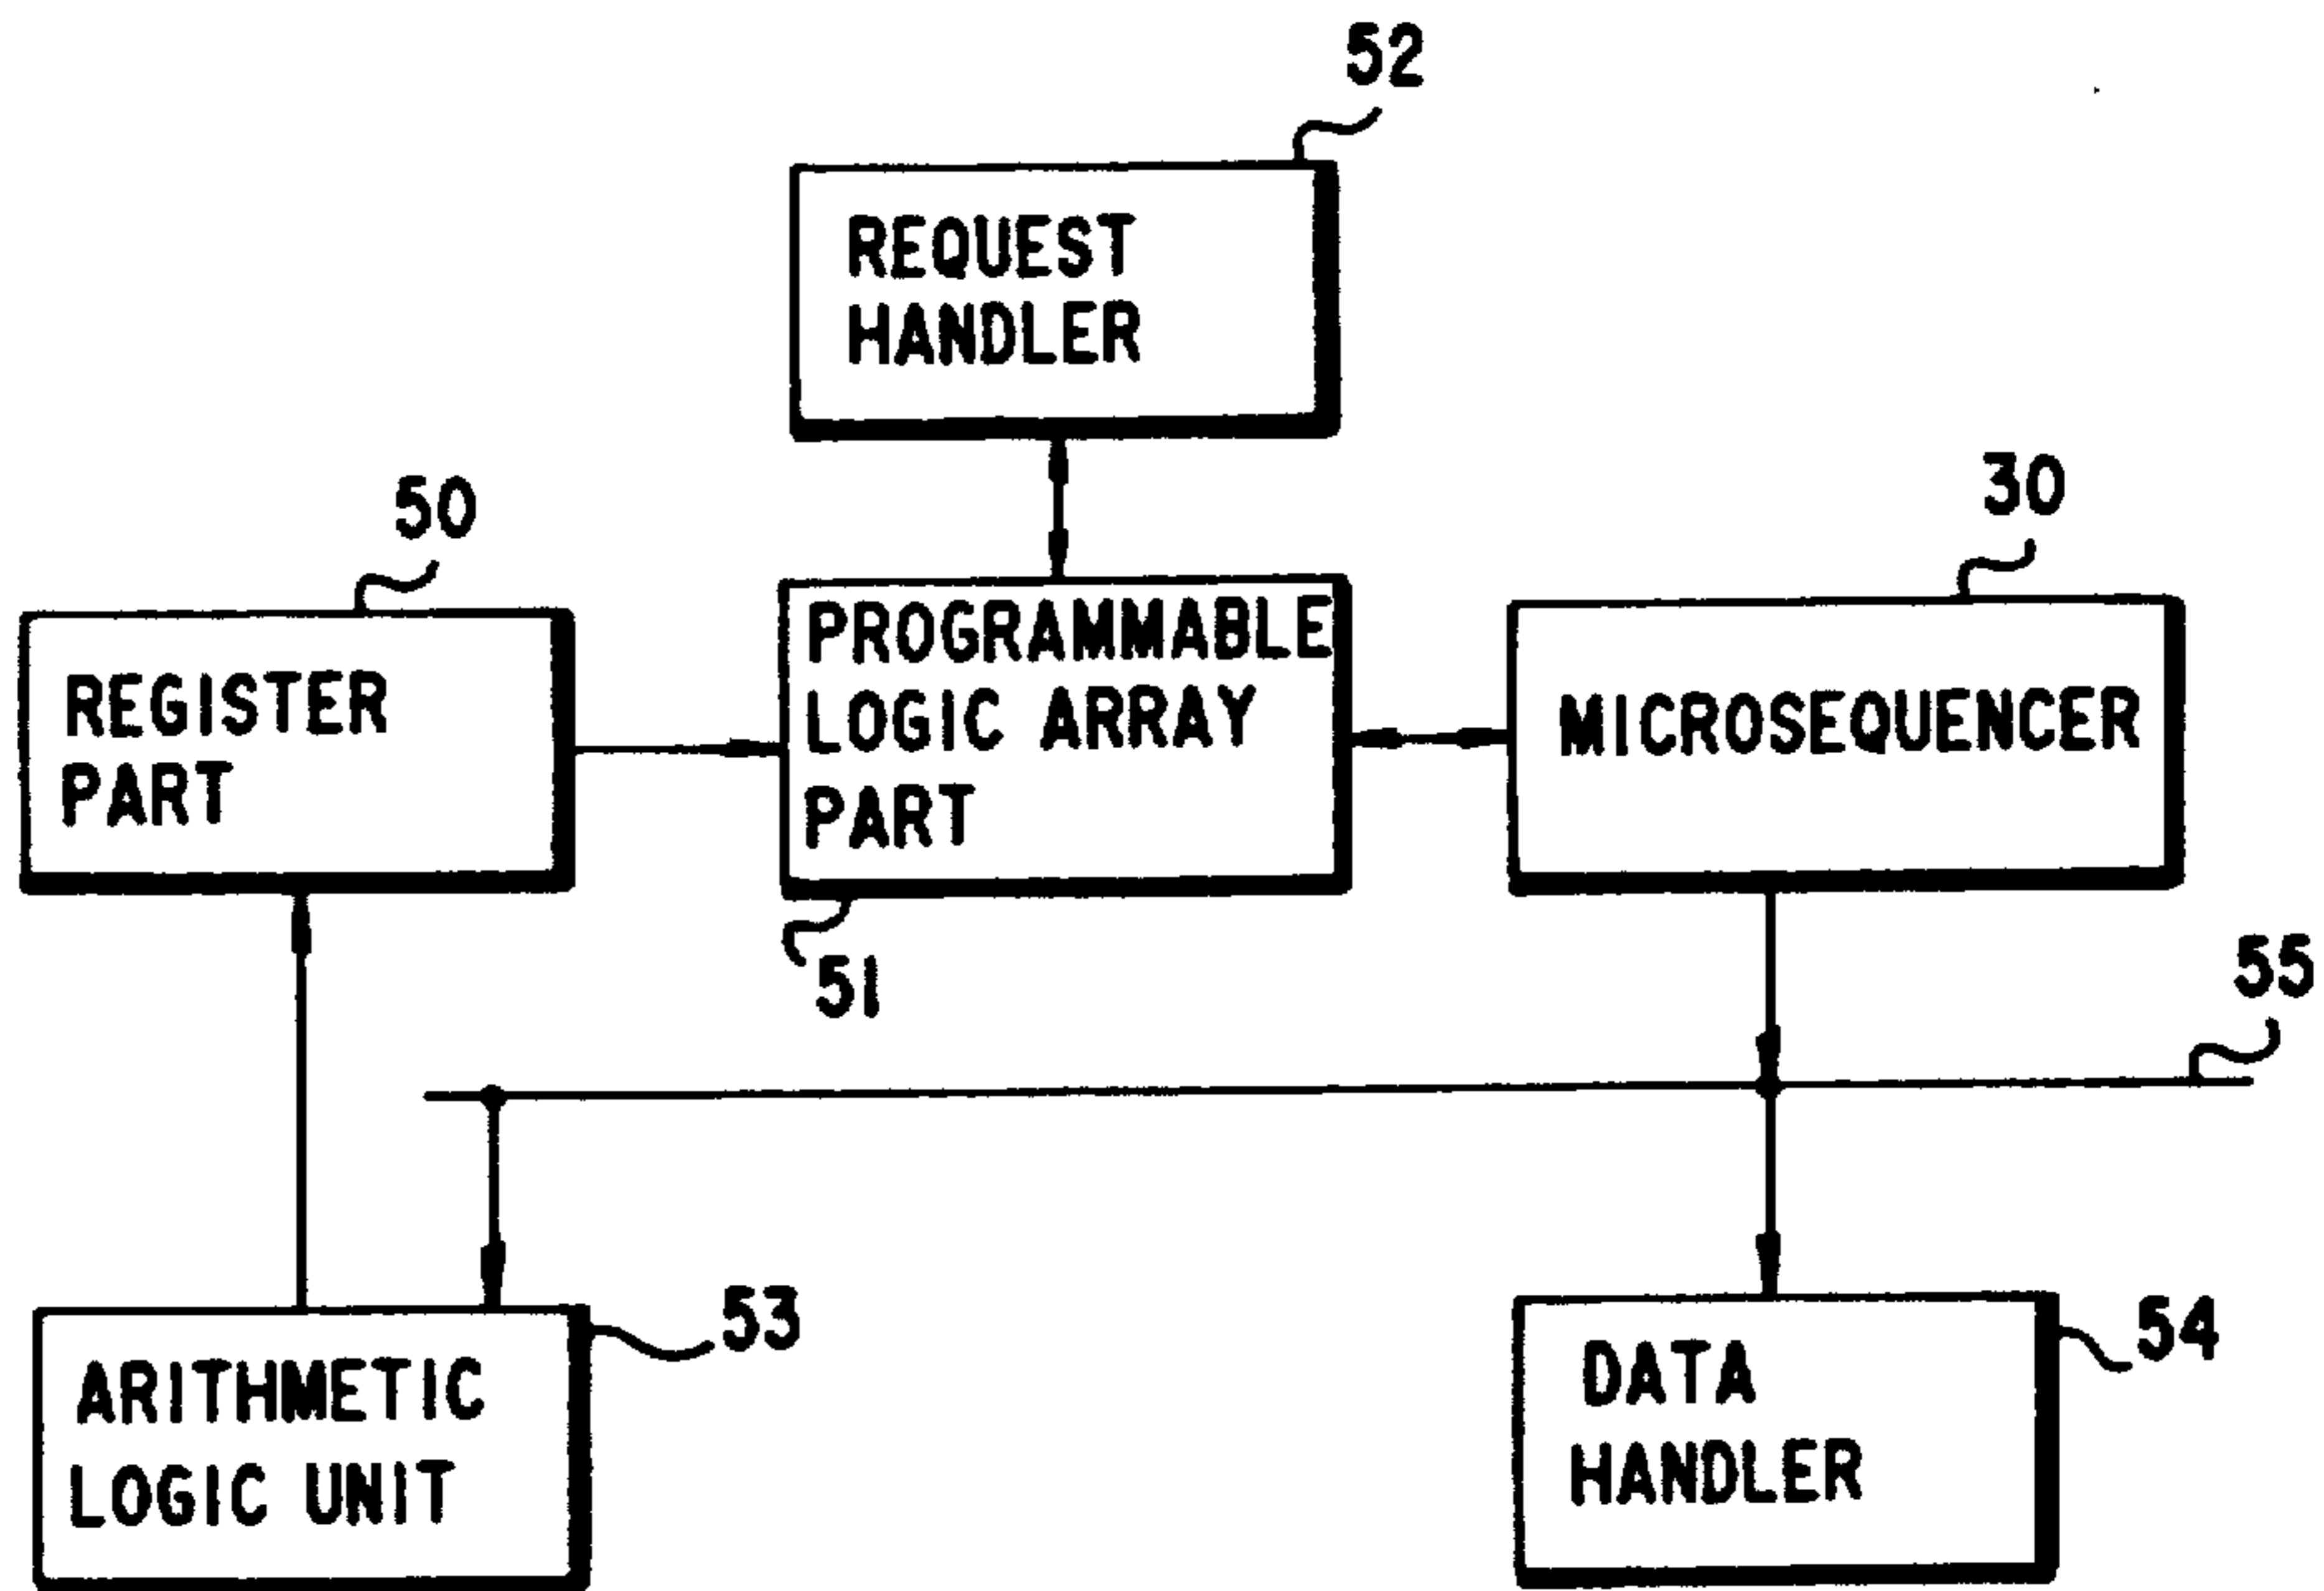 52
REQUEST
HANDLER
50
30
REGISTER
PART
PROGRAMMABLE
LOGIC ARRAY
PART
MICROSEQUENCER
51
55
53
54
ARITHMETIC
LOGIC UNIT
DATA
HANDLER